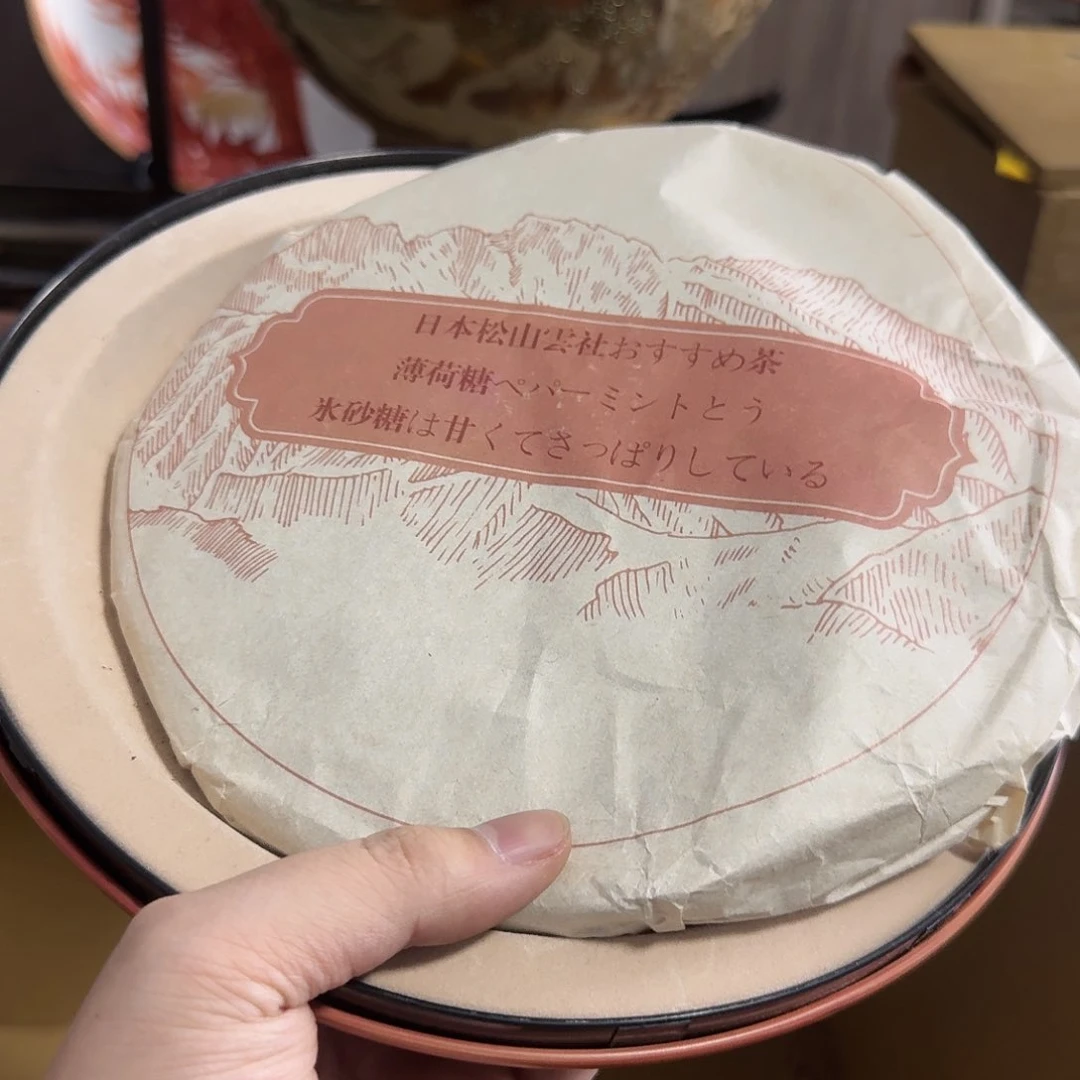 日本松山雲社おすすめ茶
薄荷糖ペパーミントとう
氷砂糖は甘くてさっぱりしている